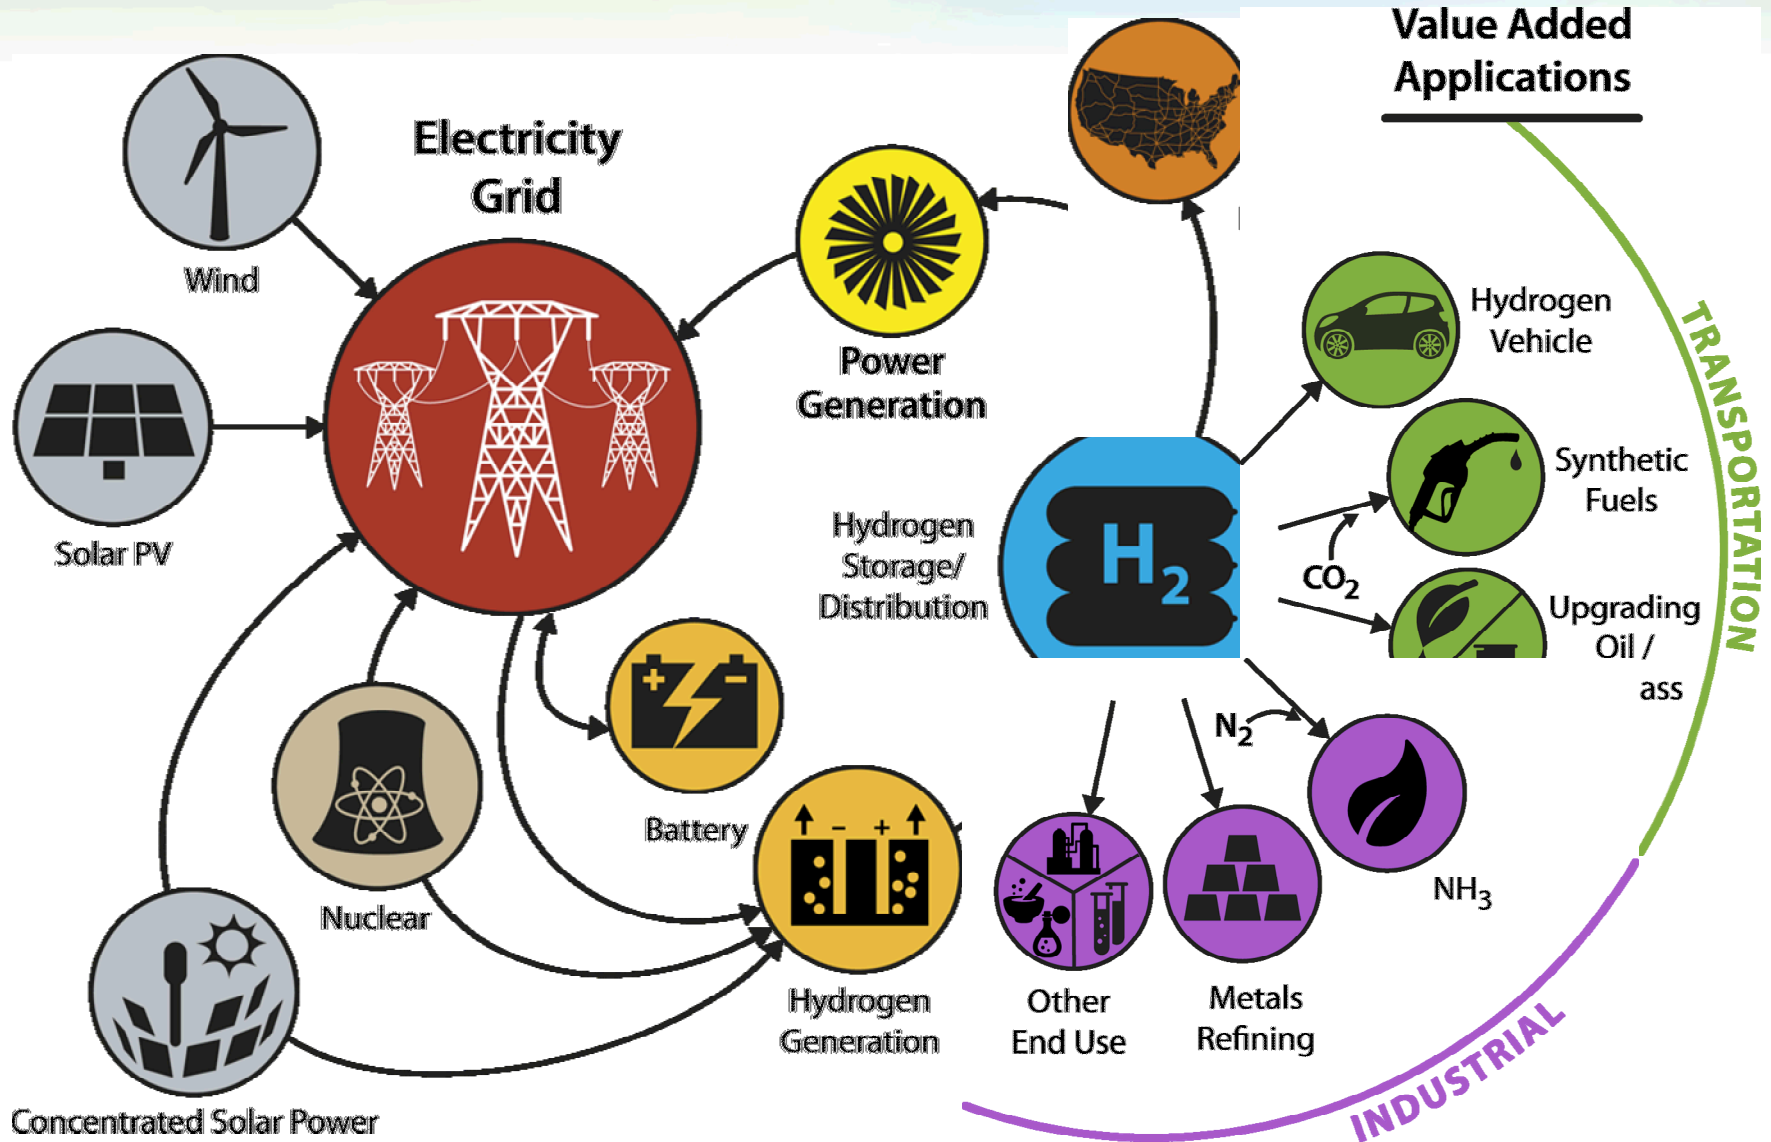 Value Added
Applications
Electricity
Grid
Wind
Power
Generation
Solar PV
Hydrogen
Vehicle
Synthetic
Fuels
CO2
Upgrading
Oil /
ass
TRANSPORTATION
Hydrogen
Storage/
Distribution
H2
+ -
Battery
N2
NH3
Nuclear
- +
Hydrogen
Generation
Other
End Use
Metals
Refining
INDUSTRIAL
Concentrated Solar Power